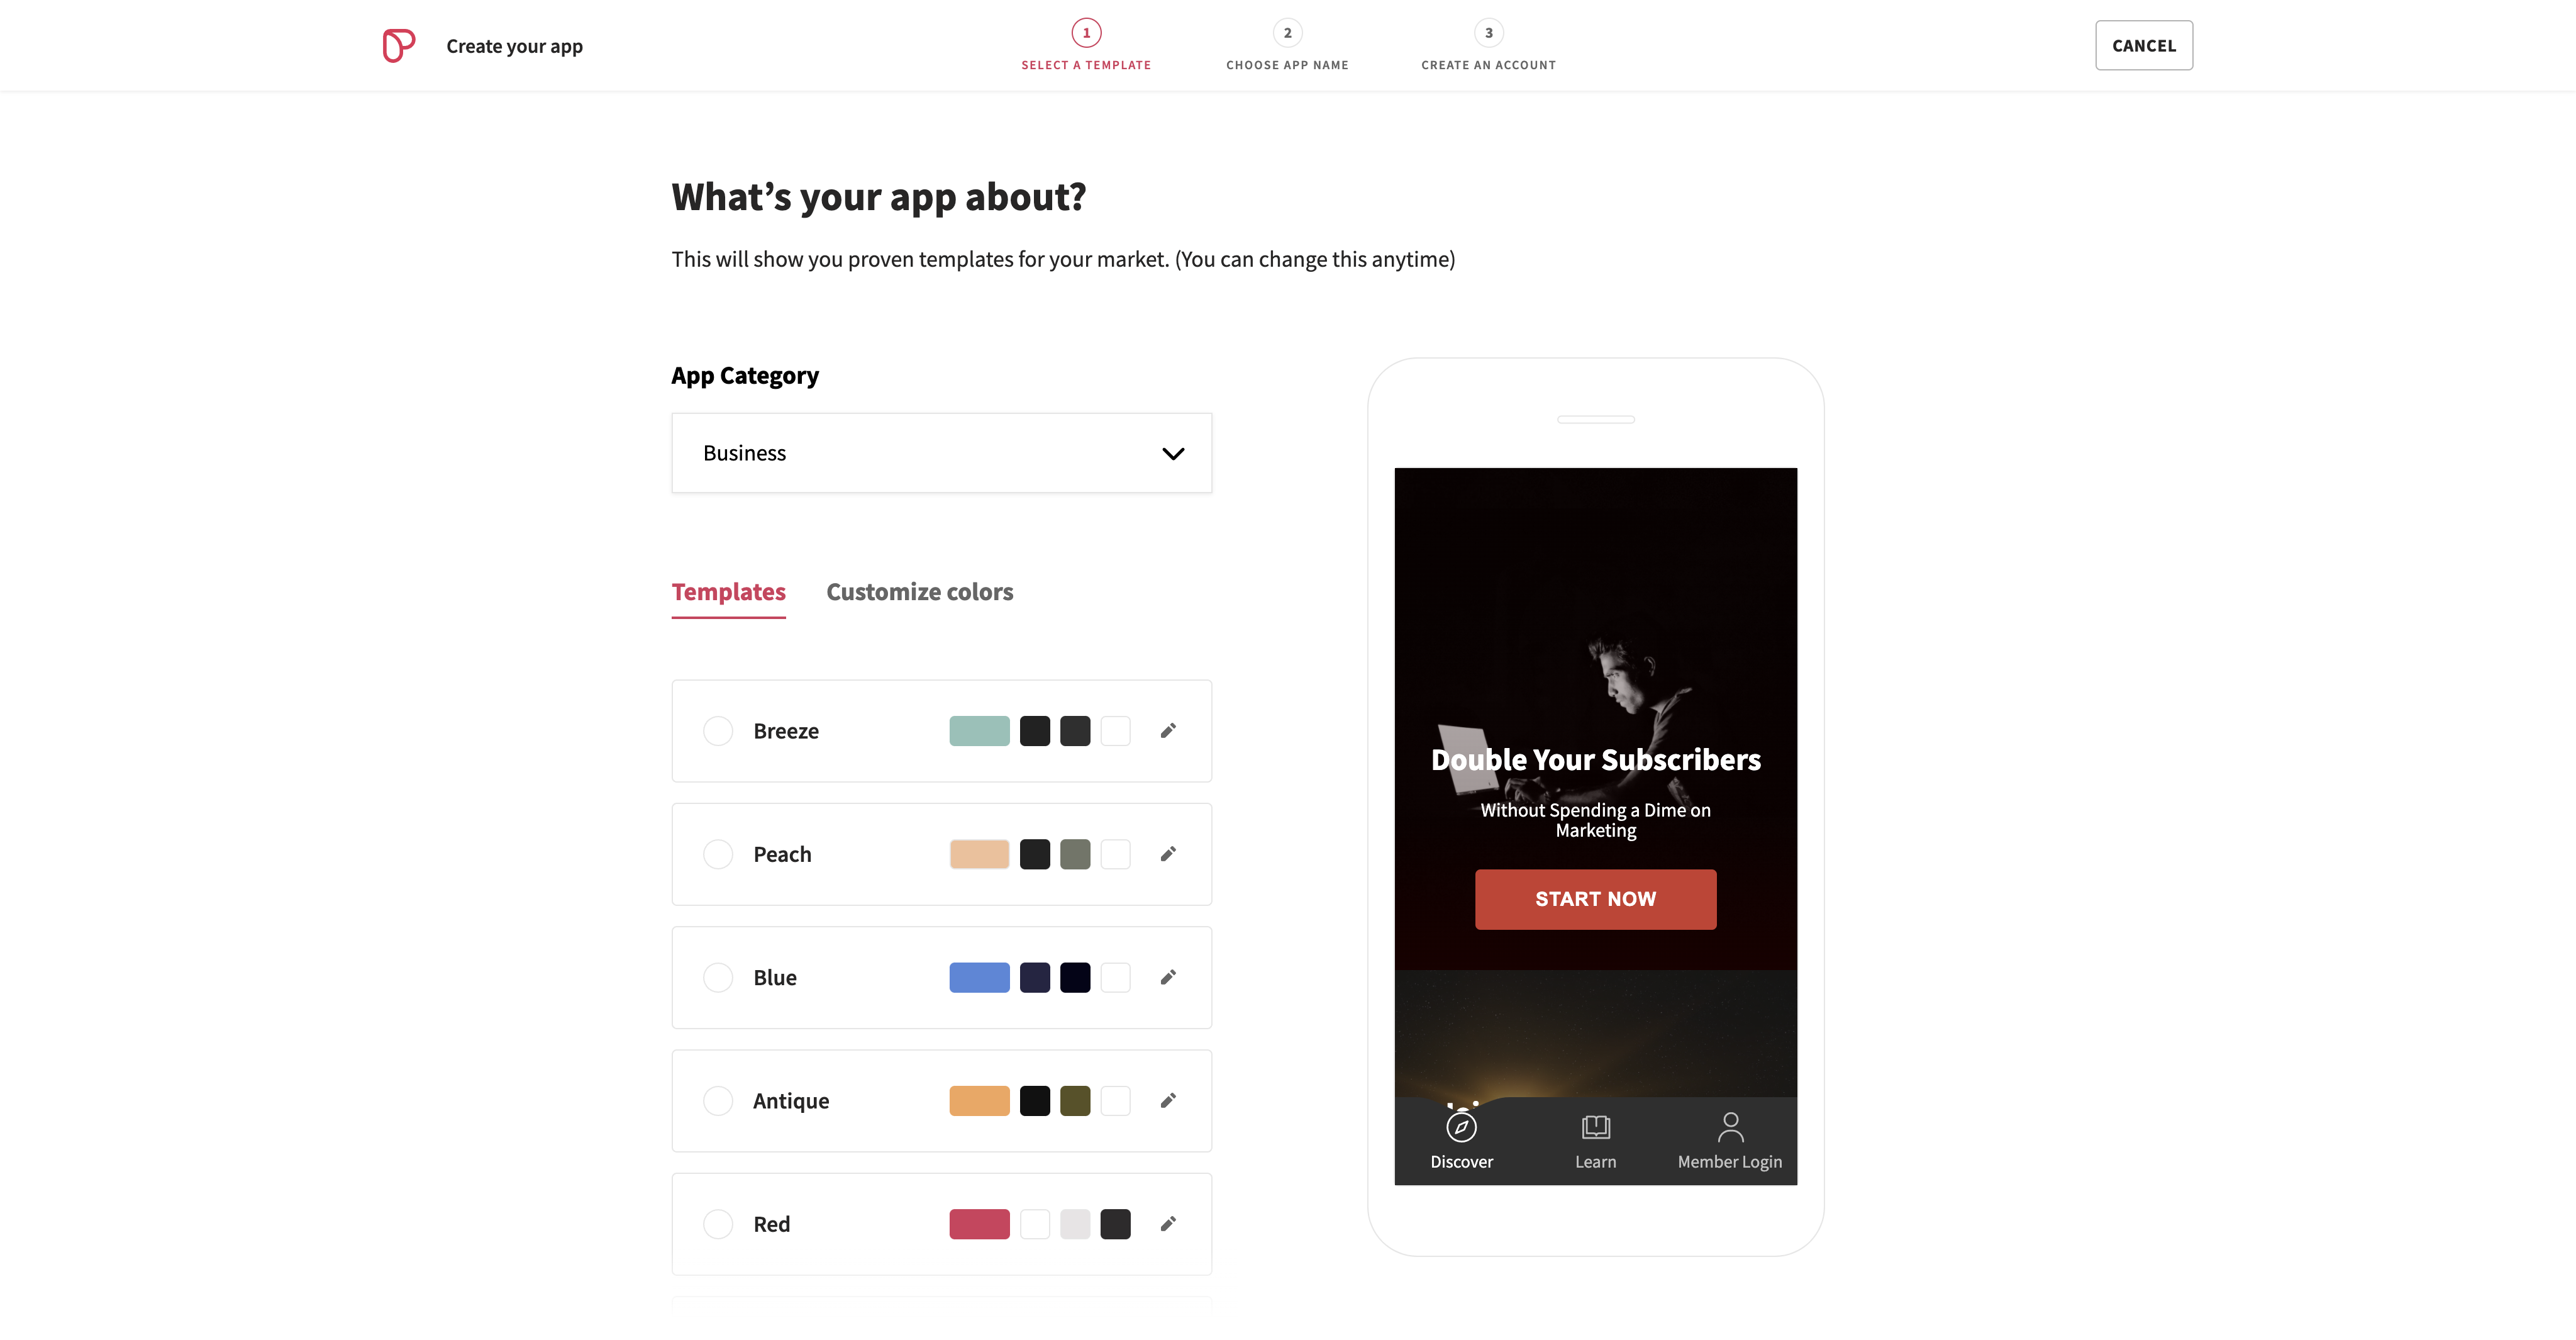 Create your app
1
SELECT A TEMPLATE
2
CHOOSE APP NAME
3
CREATE AN ACCOUNT
CANCEL
What’s your app about?
This will show you proven templates for your market. (You can change this anytime)
App Category
Business
Templates
Customize colors
Breeze
Peach
Blue
Antique
Red
Double Your Subscribers
Without Spending a Dime on
Marketing
START NOW
Discover
Learn
Member Login